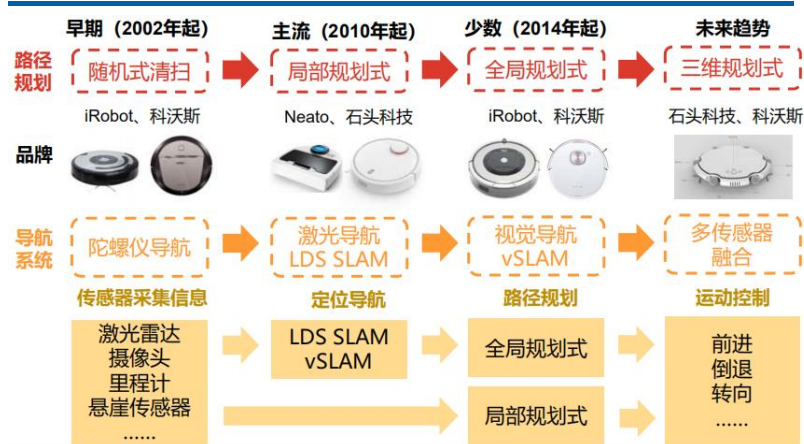 早期（2002年起）
主流（2010年起）
少数（2014年起）
未来趋势
路径
规划
随机式清扫
局部规划式
全局规划式
三维规划式
iRobot、科沃斯
Neato、石头科技
iRobot、科沃斯
石头科技、科沃斯
品牌
导航
系统
陀螺仪导航
激光导航
LDS SLAM
视觉导航
vSLAM
多传感器
融合
传感器采集信息
定位导航
路径规划
运动控制
激光雷达
摄像头
里程计
悬崖传感器
……
LDS SLAM
vSLAM
全局规划式
局部规划式
前进
倒退
转向
……